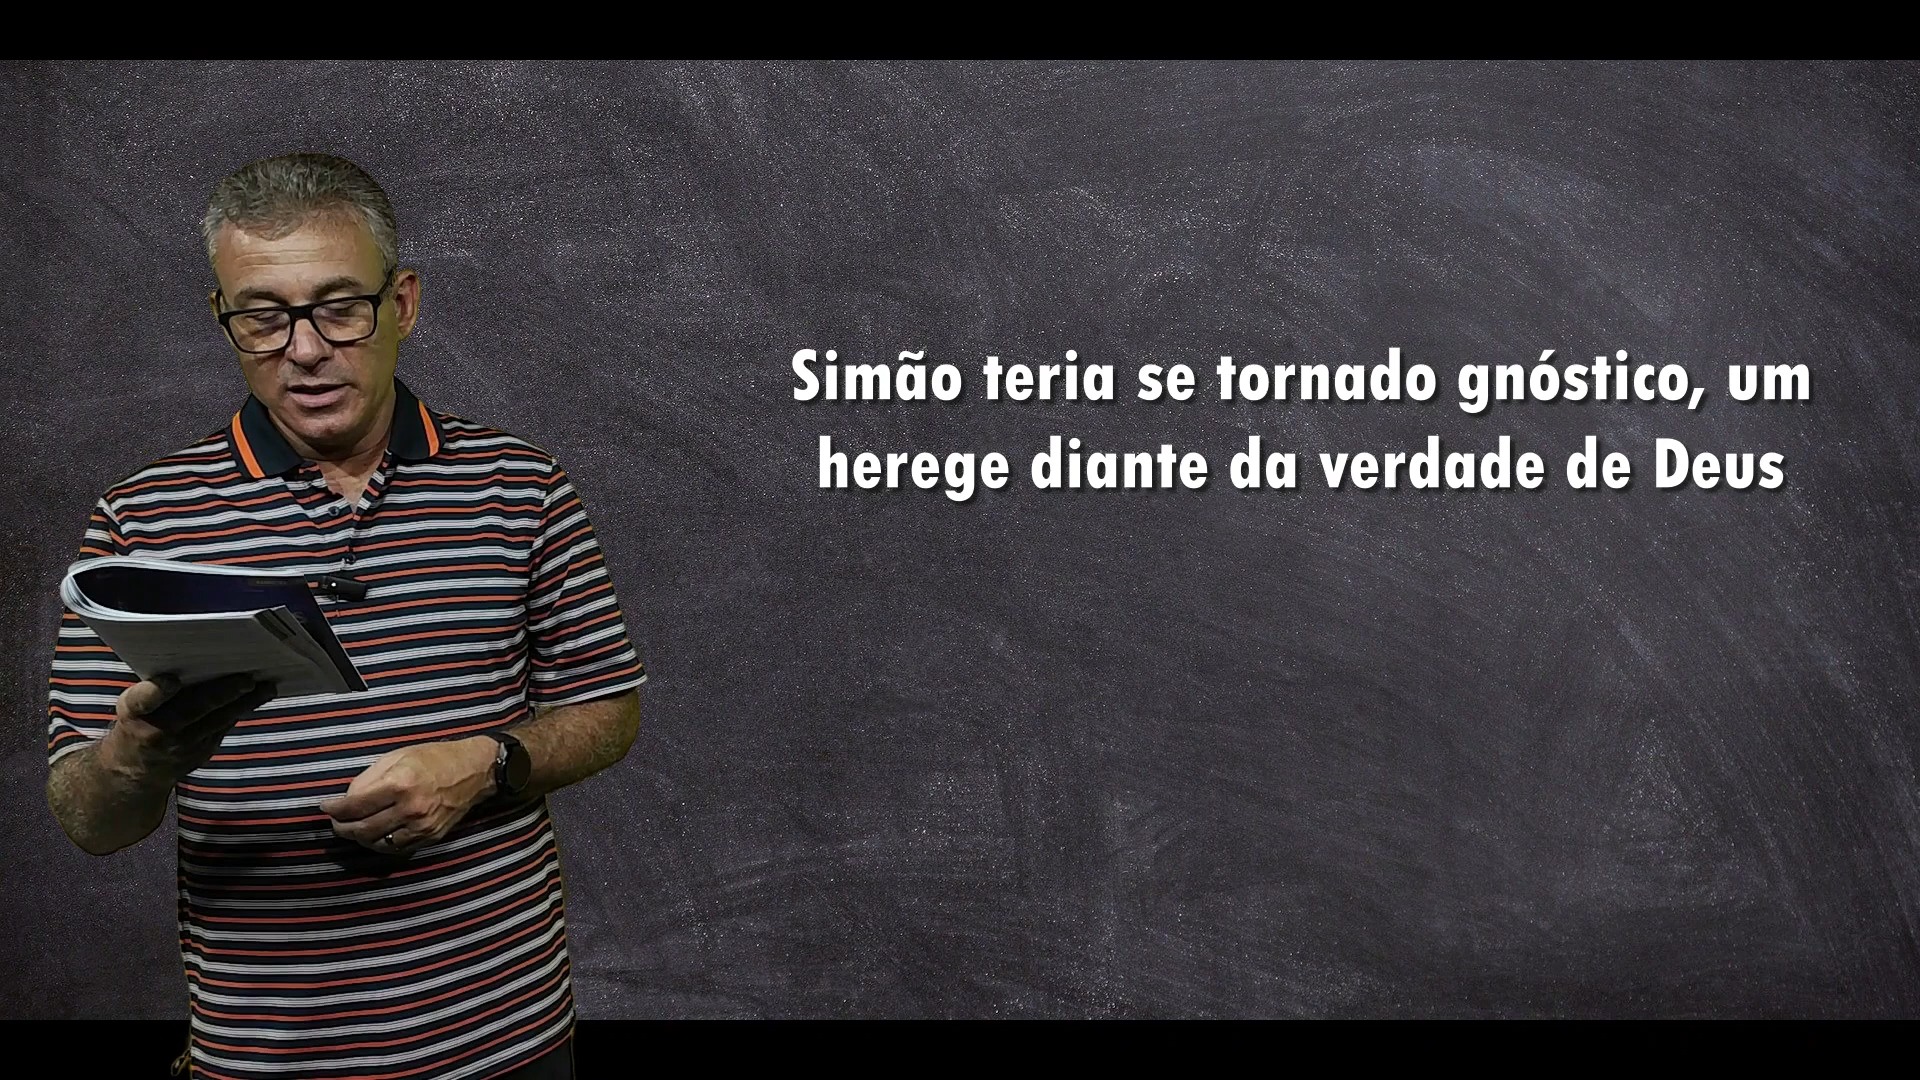 Simão teria se tornado gnóstico, um
herege diante da verdade de Deus